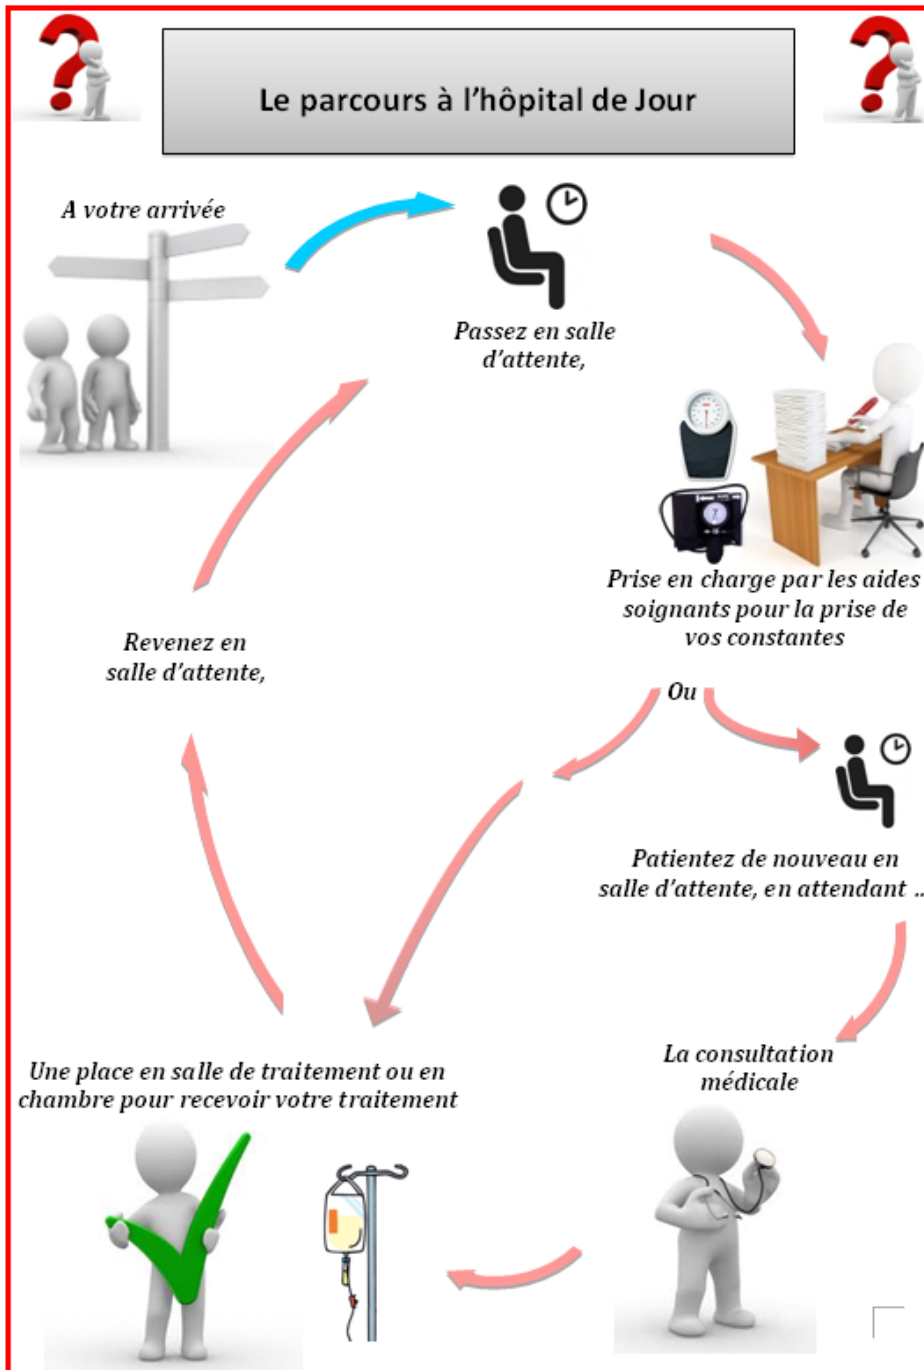 Le parcours à l'hôpital de Jour
A votre arrivée
Passez en salle
d'attente,
Prise en charge par les aides
soignants pour la prise de
vos constantes
Revenez en
salle d'attente,
Ou
Patientez de nouveau en
salle d'attente, en attendant ..
La consultation
médicale
Une place en salle de traitement ou en
chambre pour recevoir votre traitement